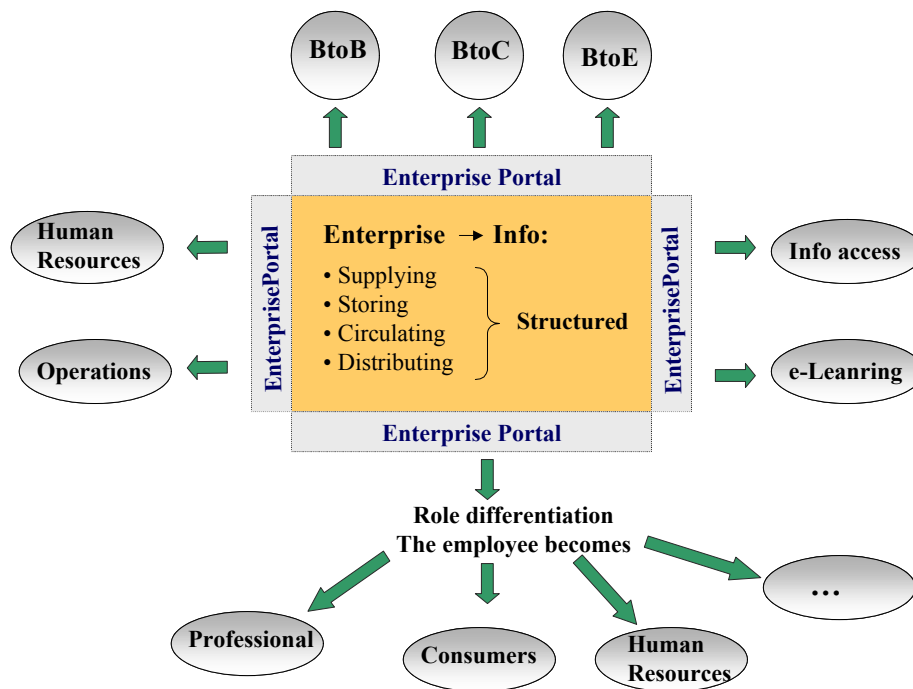 BtoB
BtoC
BtoE
Enterprise Portal
Human
Resources
Operations
EnterprisePortal
Enterprise → Info:
• Supplying
• Storing
• Circulating
• Distributing
Structured
EnterprisePortal
Info access
e-Leanring
Enterprise Portal
Role differentiation
The employee becomes
Professional
Consumers
Human
Resources
…